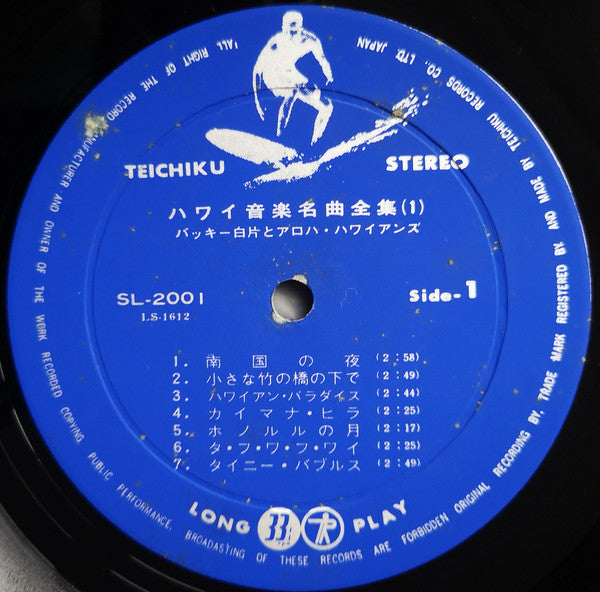 TEICHIKU
STEREO
ハワイ音楽名曲全集(1)
バッキー白片とアロハ・ハワイアンズ
SL-2001
LS-1612
Side-1
1. 南国の夜 (2:58)
2. 小さな竹の橋の下で (2:49)
3. ハワイアン・パラダイス (2:44)
4. カイマナ・ヒラ (2:25)
5. ホノルルの月 (2:17)
6. タ・フ・ワ・フ・ワイ (2:25)
7. タイニー・バブルス (2:49)
LONG 33 PLAY
(ALL RIGHT OF THE RECORD MANUFACTURER AND OWNER OF THE WORK RECORDED COPYING, PUBLIC PERFORMANCE, BROADASTING OF THESE RECORDS ARE FORBIDDEN ORIGINAL RECORDING BY, TRADE MARK REGISTERED BY AND MADE BY TEICHIKU RECORDS CO., LTD. JAPAN